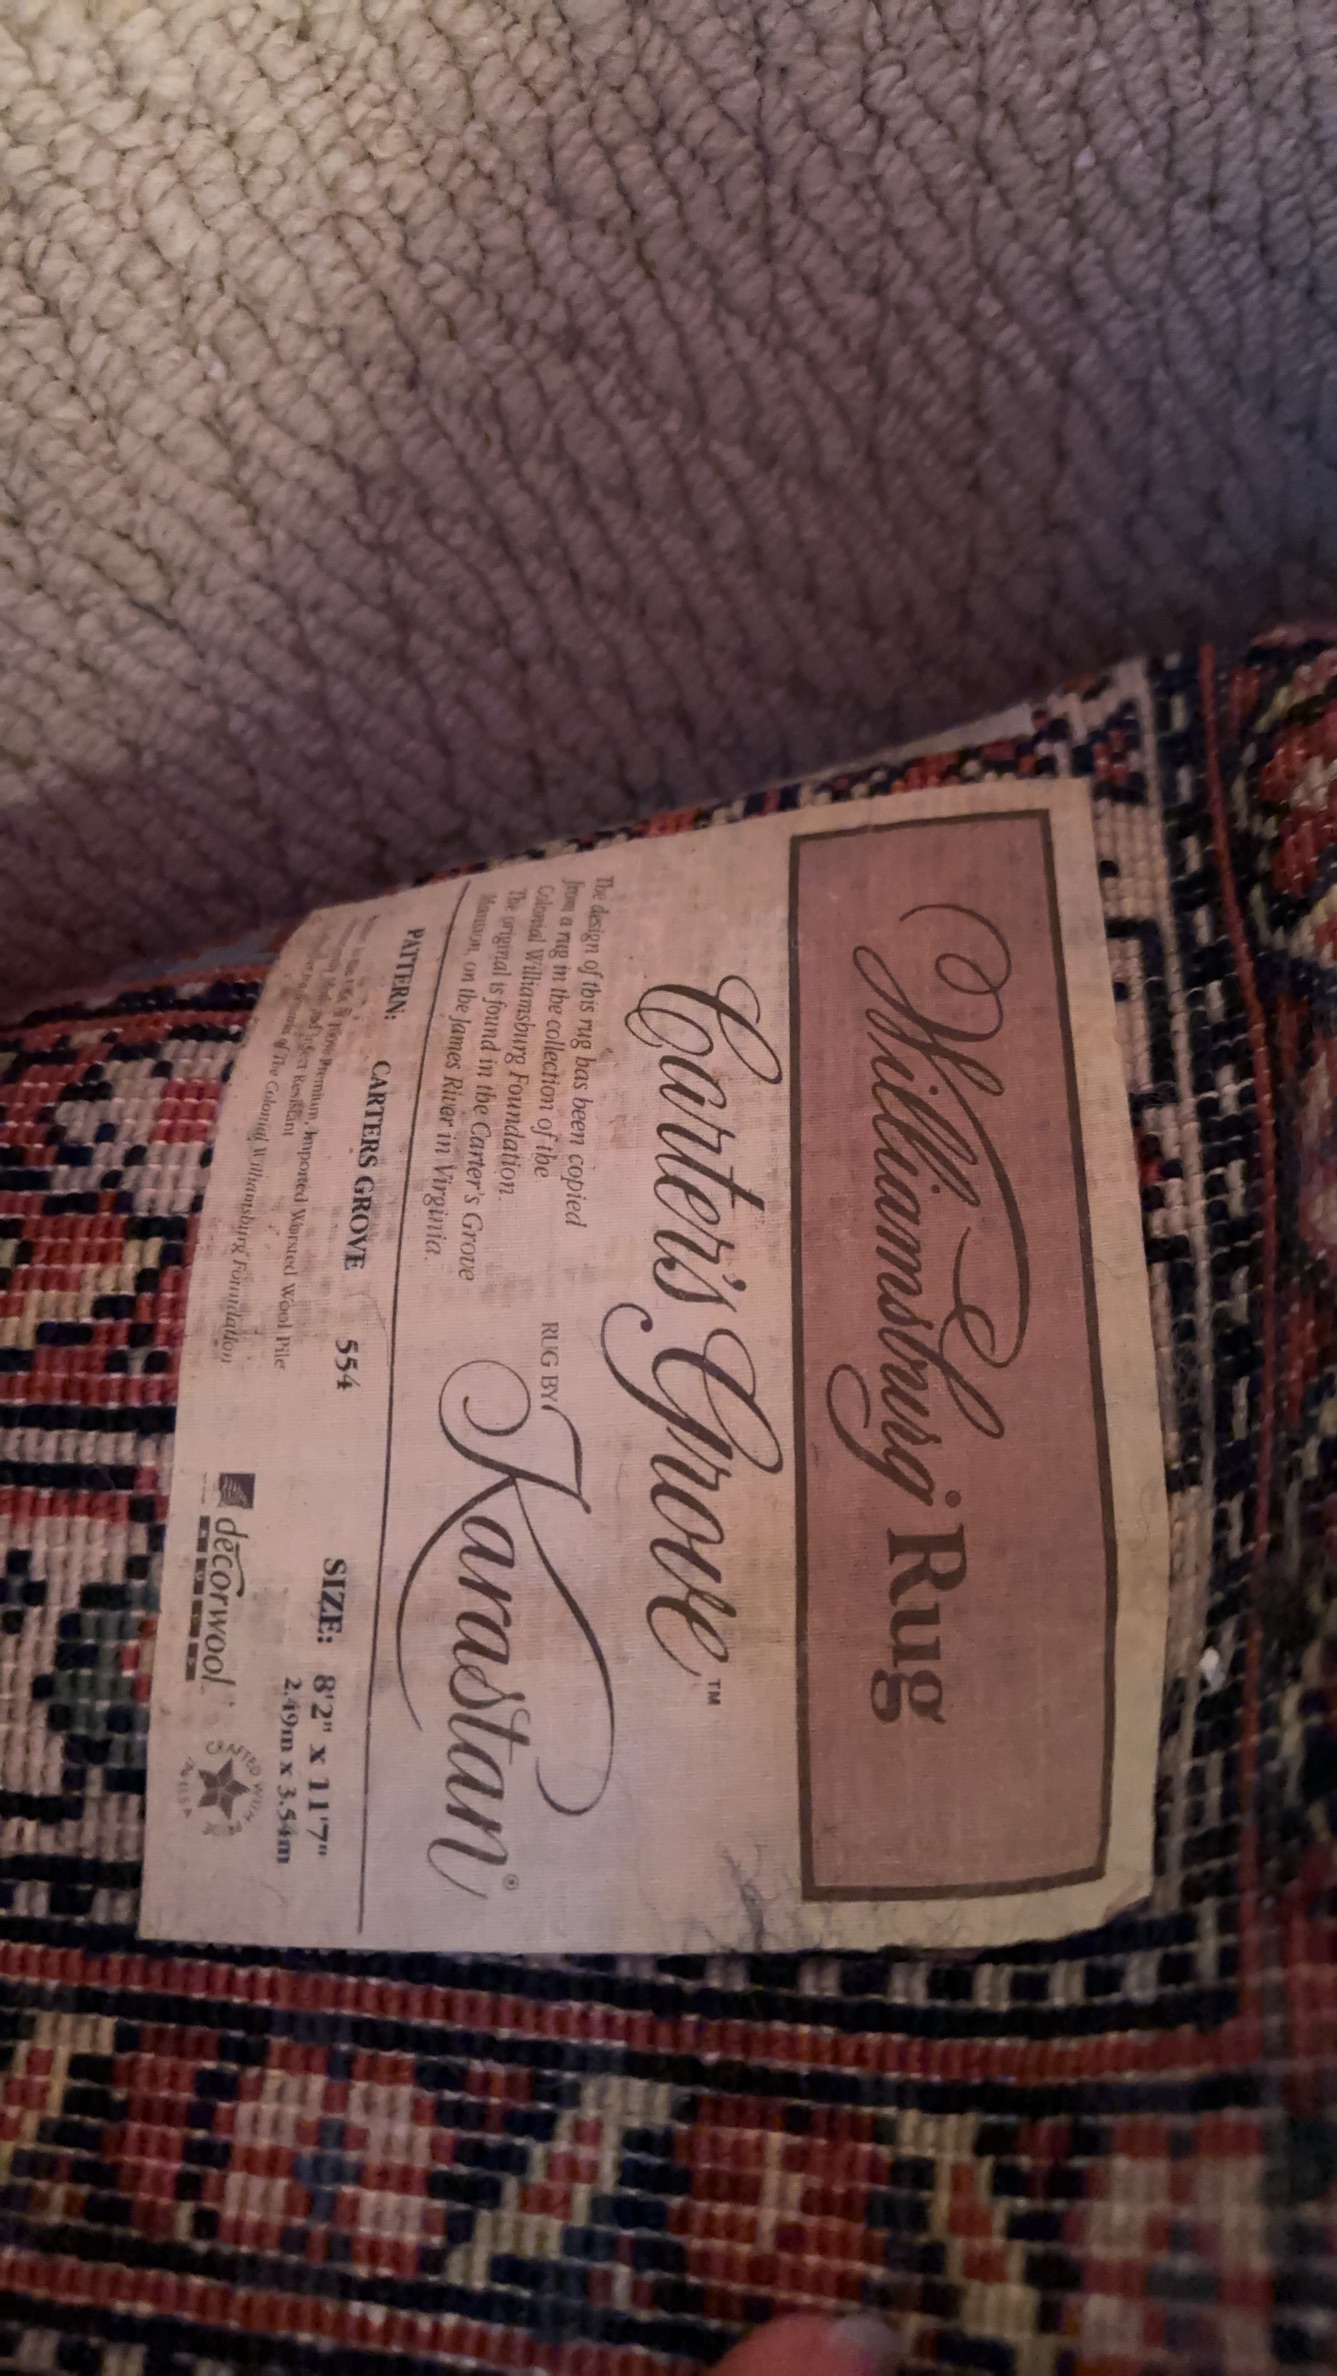 Williamsburg Rug
Carter's Grove™
The design of this rug has been copied
from a rug in the collection of the
Colonial Williamsburg Foundation.
The original is found in the Carter's Grove
Mansion, on the James River in Virginia.
RUG BY
Karastan®
PATTERN: CARTERS GROVE 554
SIZE: 8'2" x 11'7"
2.49m x 3.54m
Premium, Imported Worsted Wool Pile
Resistant
of The Colonial Williamsburg Foundation
decorwool
CRAFTED WITH
U.S.A.